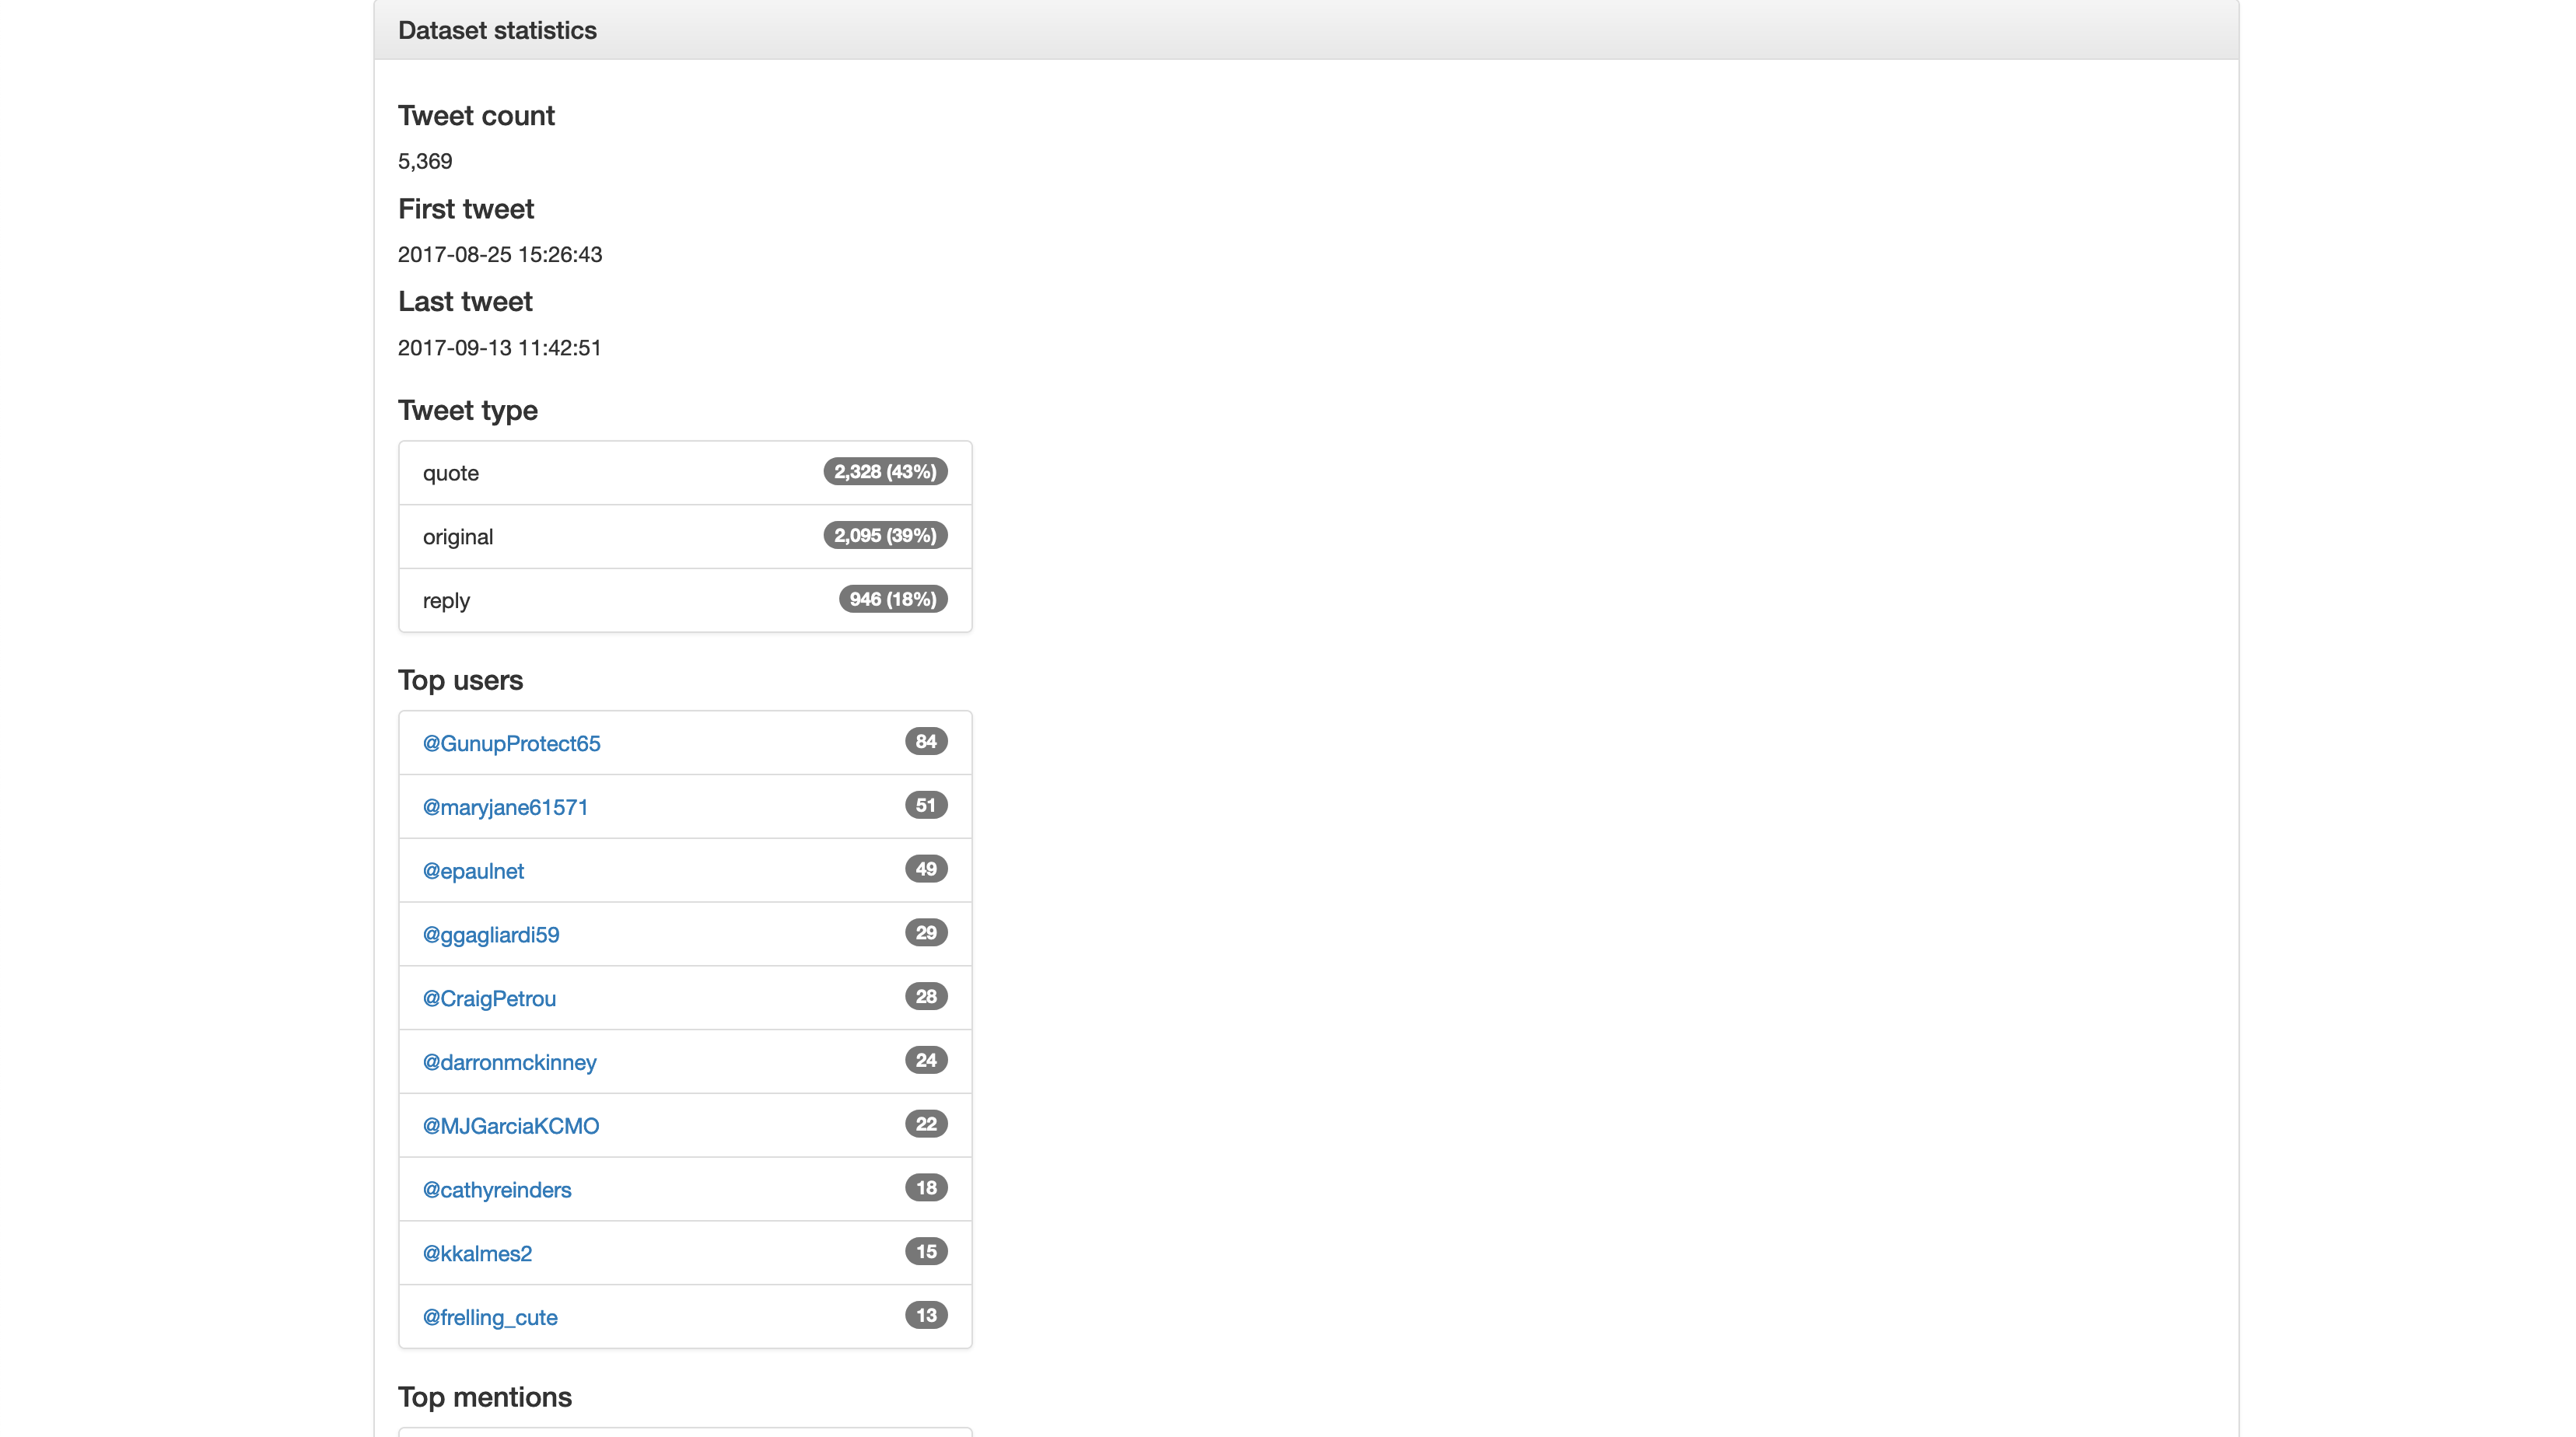 Dataset statistics
Tweet count
5,369
First tweet
2017-08-25 15:26:43
Last tweet
2017-09-13 11:42:51
Tweet type
quote 2,328 (43%)
original 2,095 (39%)
reply 946 (18%)
Top users
@GunupProtect65 84
@maryjane61571 51
@epaulnet 49
@ggagliardi59 29
@CraigPetrou 28
@darronmckinney 24
@MJGarciaKCMO 22
@cathyreinders 18
@kkalmes2 15
@frelling_cute 13
Top mentions